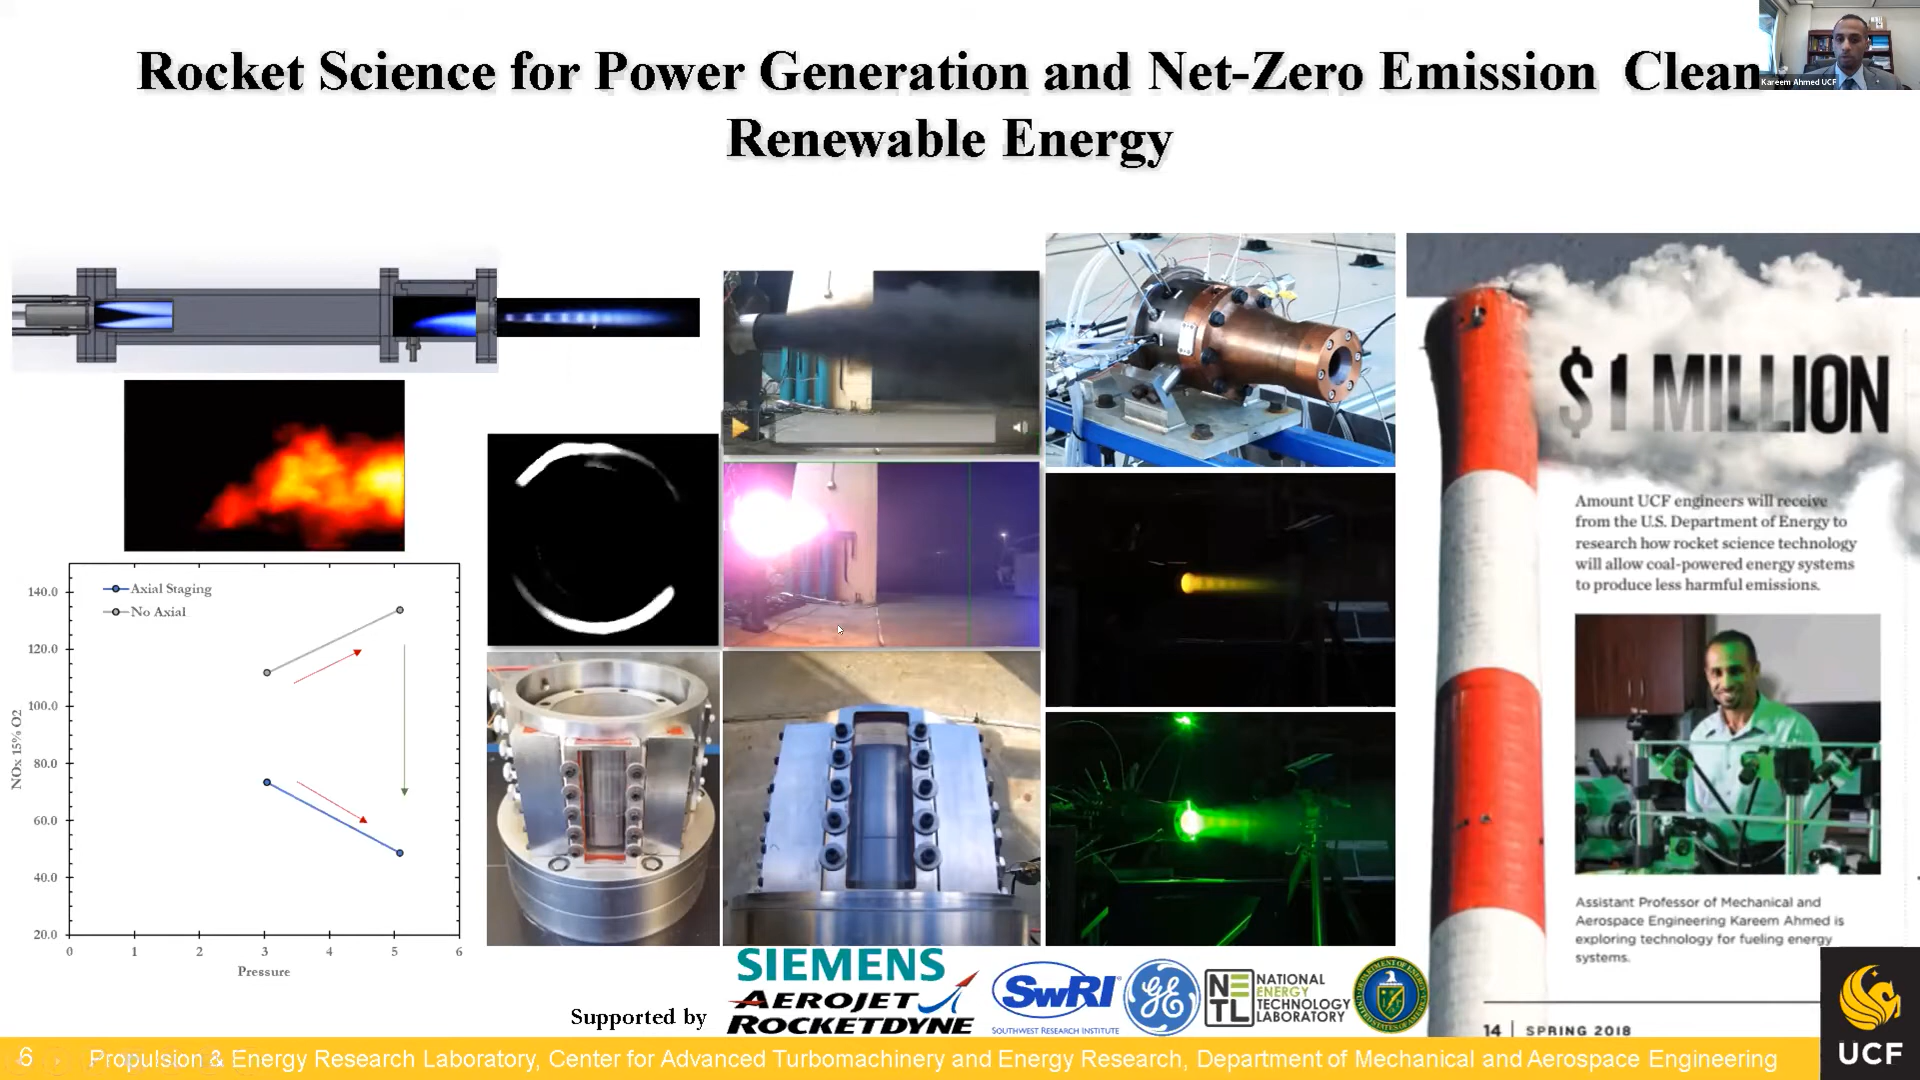 Rocket Science for Power Generation and Net-Zero Emission Clean
Renewable Energy
Kareem Ahmed UCF
Axial Staging
No Axial
140.0
120.0
100.0
80.0
60.0
40.0
20.0
NOx 15% O2
0 1 2 3 4 5 6
Pressure
$1 MILLION
Amount UCF engineers will receive
from the U.S. Department of Energy to
research how rocket science technology
will allow coal-powered energy systems
to produce less harmful emissions.
Assistant Professor of Mechanical and
Aerospace Engineering Kareem Ahmed is
exploring technology for fueling energy
systems.
14 | SPRING 2018
Supported by
SIEMENS
AEROJET
ROCKETDYNE
SwRI
SOUTHWEST RESEARCH INSTITUTE
GE
NETL
NATIONAL
ENERGY
TECHNOLOGY
LABORATORY
6
Propulsion & Energy Research Laboratory, Center for Advanced Turbomachinery and Energy Research, Department of Mechanical and Aerospace Engineering
UCF